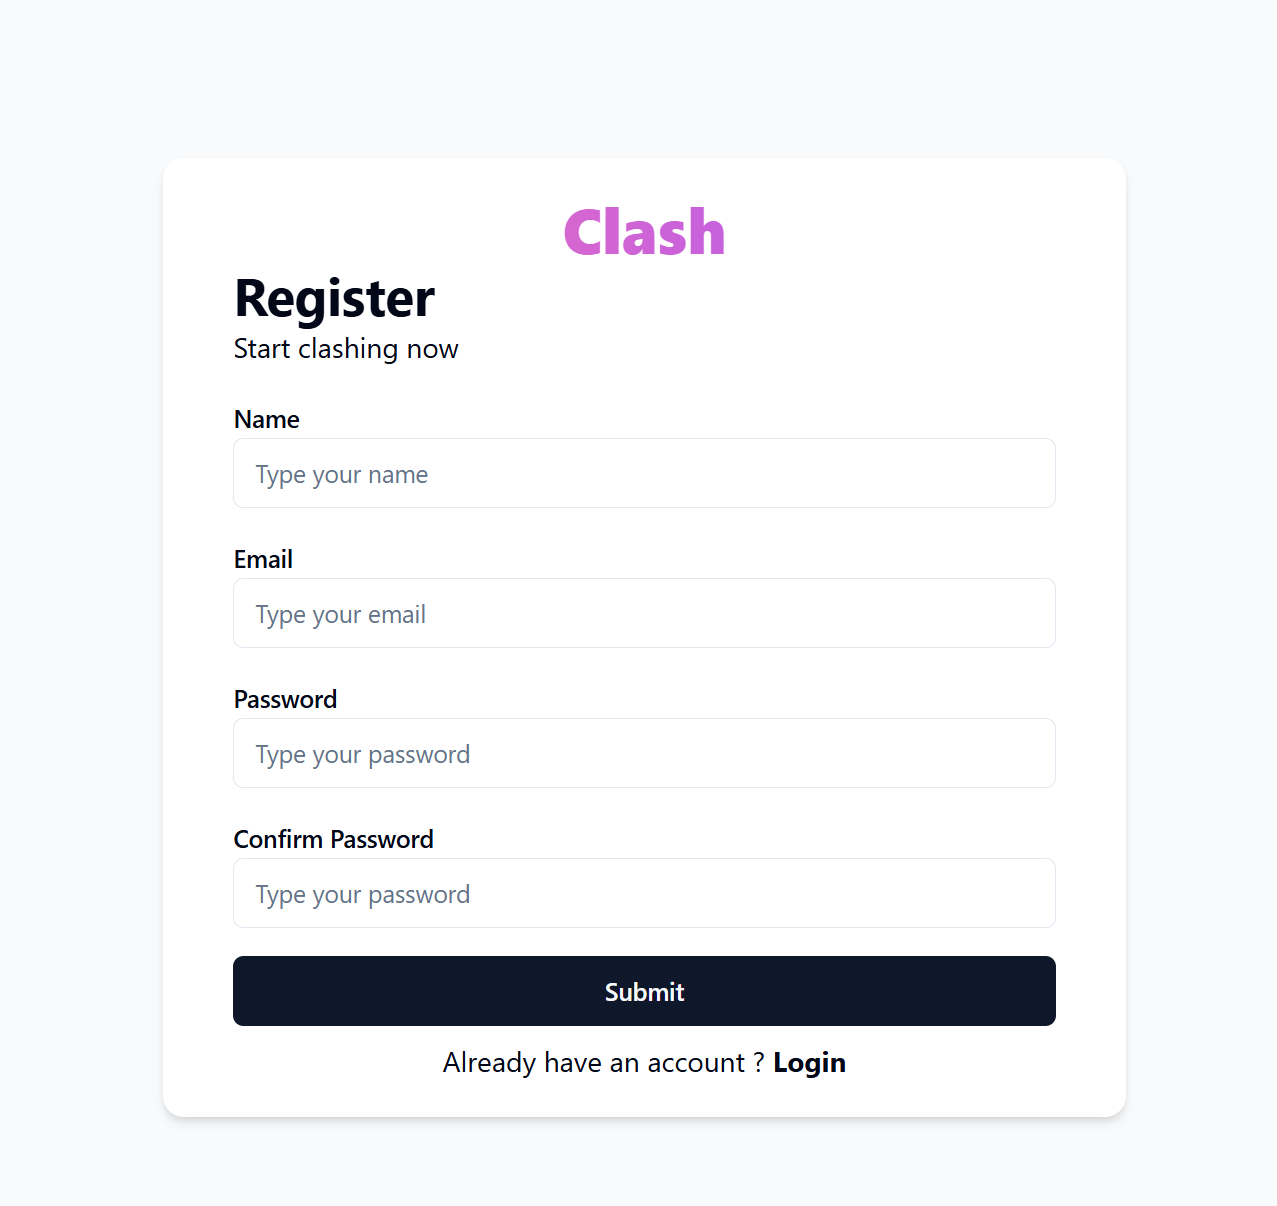 Clash
Register
Start clashing now
Name
Type your name
Email
Type your email
Password
Type your password
Confirm Password
Type your password
Submit
Already have an account ? Login